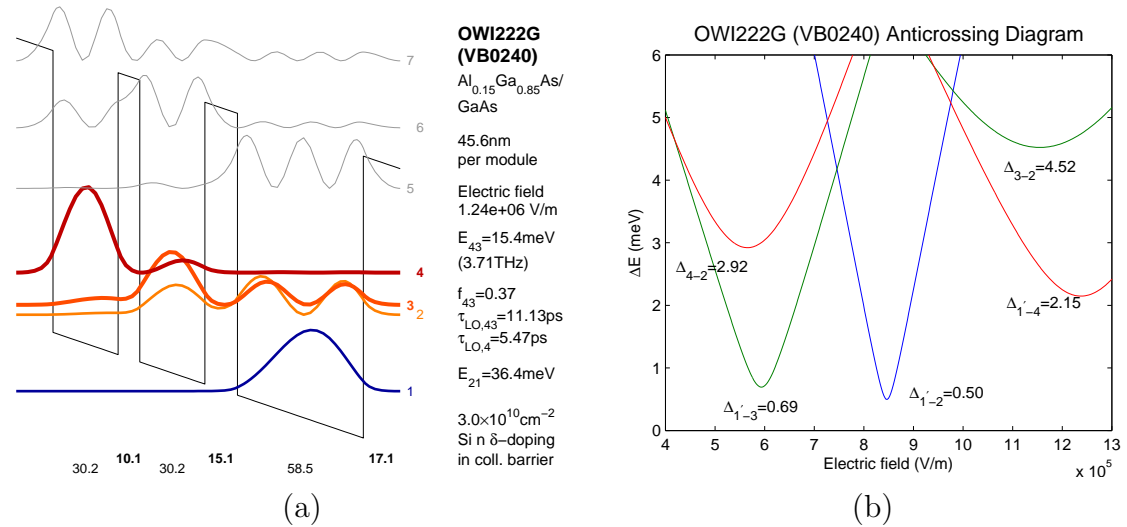 7
6
5
4
3
2
1
10.1 15.1 17.1
30.2 30.2 58.5
OWI222G
(VB0240)
Al0.15Ga0.85As/
GaAs
45.6nm
per module
Electric field
1.24e+06 V/m
E43=15.4meV
(3.71THz)
f43=0.37
τLO,43=11.13ps
τLO,4=5.47ps
E21=36.4meV
3.0×10^10cm^−2
Si n δ−doping
in coll. barrier
(a)
OWI222G (VB0240) Anticrossing Diagram
6
5
4
3
2
1
0
ΔE (meV)
Δ3−2=4.52
Δ4−2=2.92
Δ1′−4=2.15
Δ1′−3=0.69
Δ1′−2=0.50
4 5 6 7 8 9 10 11 12 13
Electric field (V/m)
x 10^5
(b)